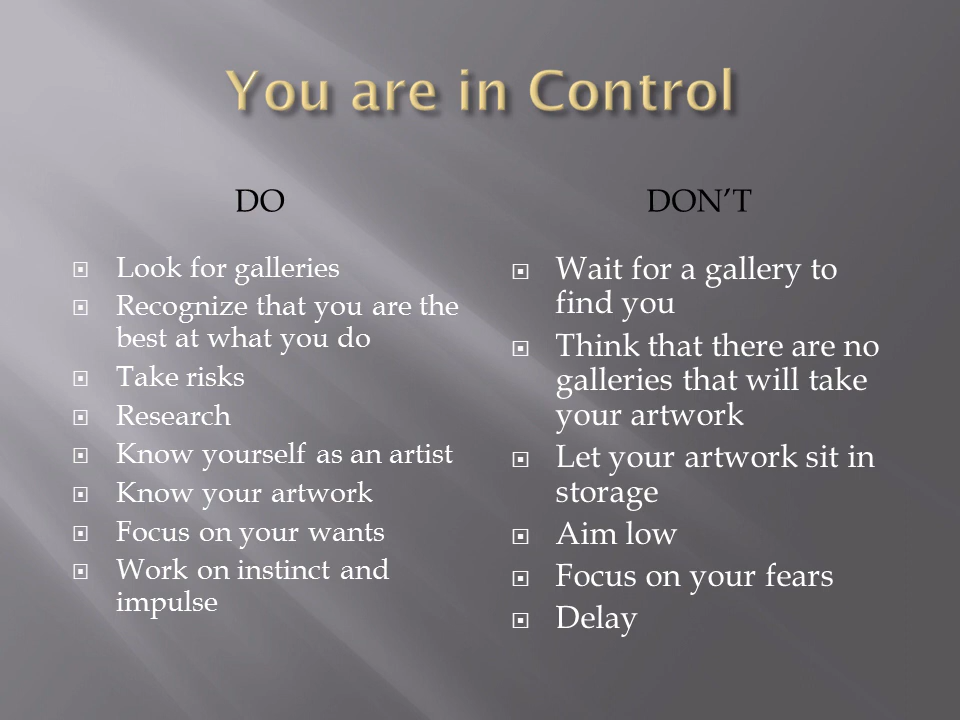 You are in Control
DO
Look for galleries
Recognize that you are the
best at what you do
Take risks
Research
Know yourself as an artist
Know your artwork
Focus on your wants
Work on instinct and
impulse
DON’T
Wait for a gallery to
find you
Think that there are no
galleries that will take
your artwork
Let your artwork sit in
storage
Aim low
Focus on your fears
Delay